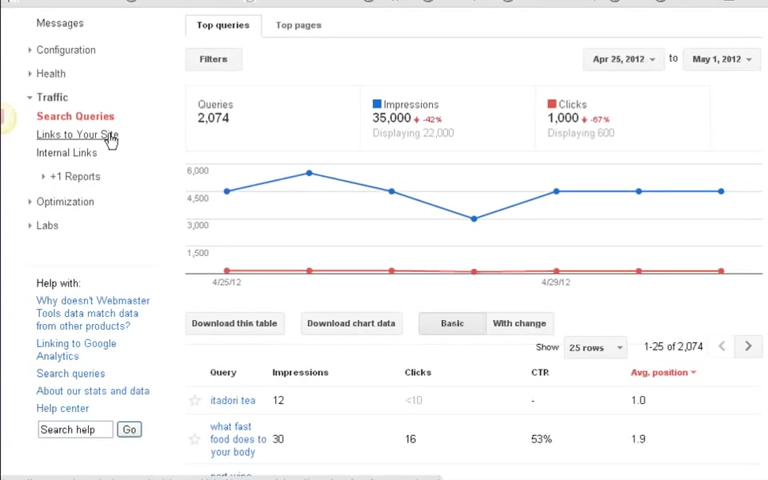 Messages
Configuration
Health
Traffic
Search Queries
Links to Your Site
Internal Links
+1 Reports
Optimization
Labs
Help with:
Why doesn't Webmaster
Tools data match data
from other products?
Linking to Google
Analytics
Search queries
About our stats and data
Help center
Search help Go
Top queries Top pages
Filters Apr 25, 2012 to May 1, 2012
Queries Impressions Clicks
2,074 35,000 -42% 1,000 -67%
Displaying 22,000 Displaying 600
6,000
4,500
3,000
1,500
4/25/12 4/29/12
Download this table Download chart data Basic With change
Show 25 rows 1-25 of 2,074
Query Impressions Clicks CTR Avg. position
itadori tea 12 <10 - 1.0
what fast
food does to 30 16 53% 1.9
your body